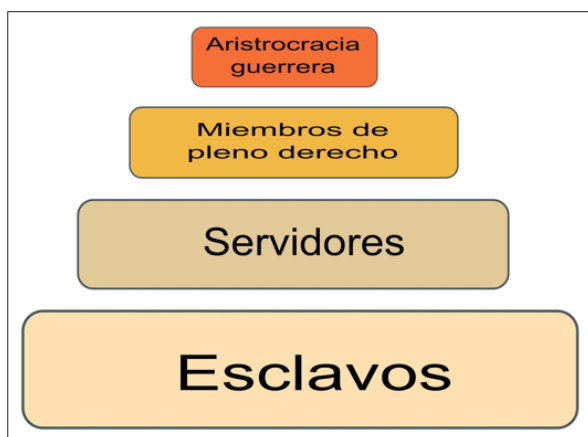 Aristrocracia
guerrera
Miembros de
pleno derecho
Servidores
Esclavos